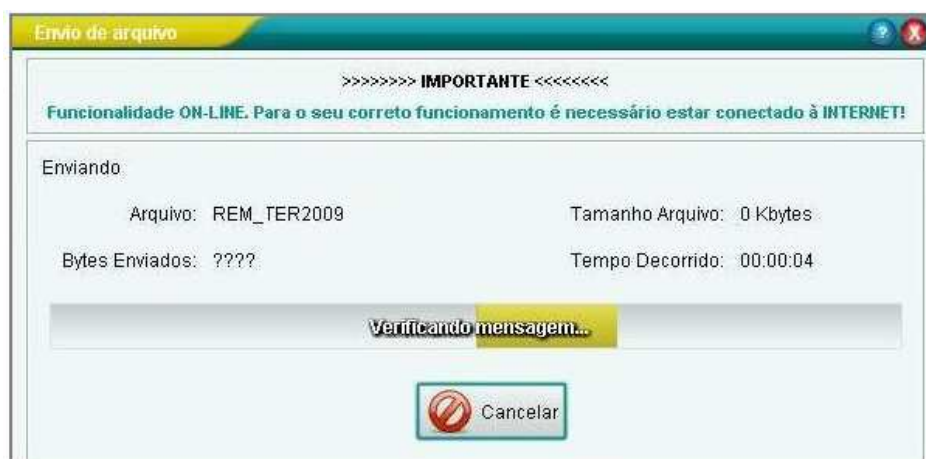 Envio de arquivo
>>>>>>>> IMPORTANTE <<<<<<<<
Funcionalidade ON-LINE. Para o seu correto funcionamento é necessário estar conectado à INTERNET!
Enviando
Arquivo: REM_TER2009 Tamanho Arquivo: 0 Kbytes
Bytes Enviados: ???? Tempo Decorrido: 00:00:04
Verificando mensagem...
Cancelar